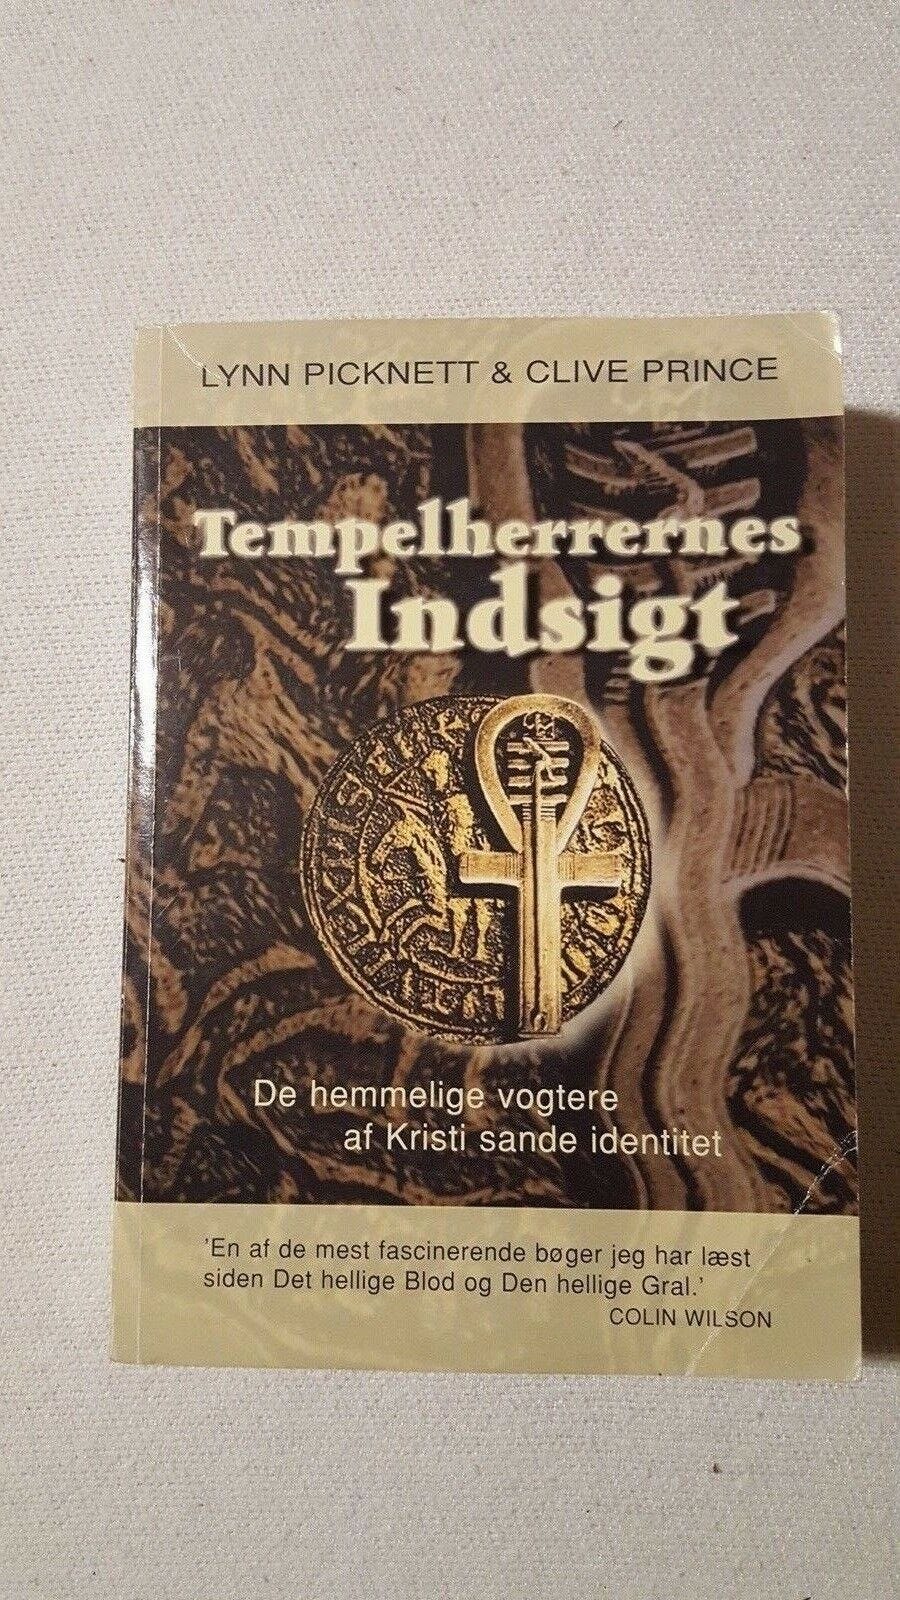 LYNN PICKNETT & CLIVE PRINCE
Tempelherrernes
Indsigt
De hemmelige vogtere
af Kristi sande identitet
'En af de mest fascinerende bøger jeg har læst
siden Det hellige Blod og Den hellige Gral.'
COLIN WILSON